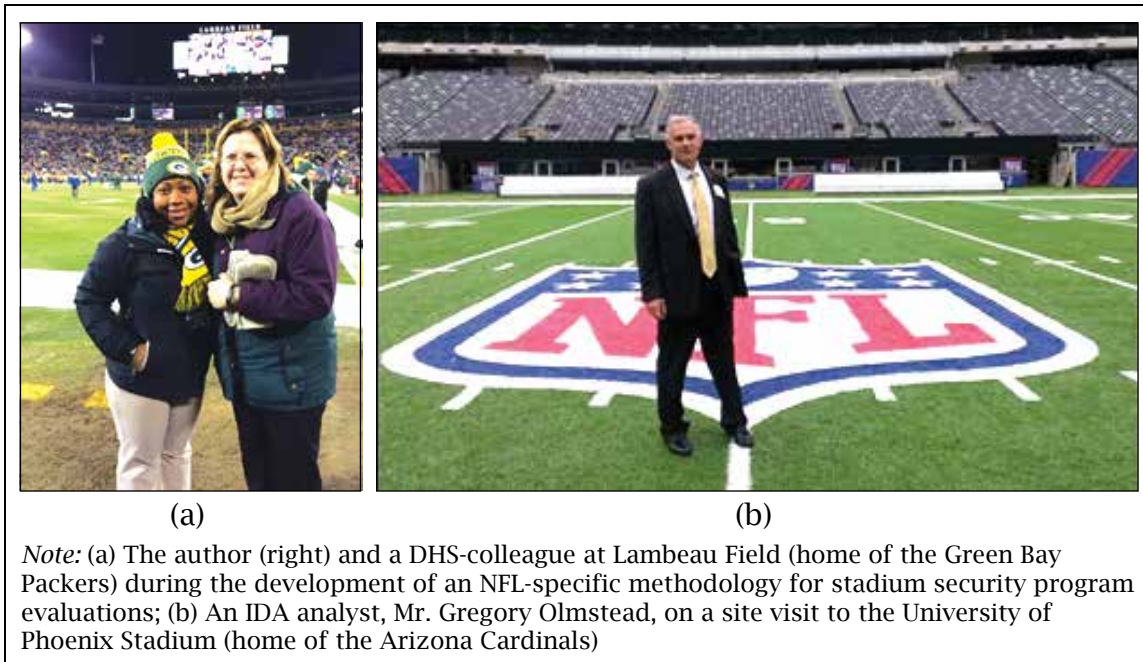 LAMBEAU FIELD
G
G
NFL
(a)
(b)
Note: (a) The author (right) and a DHS-colleague at Lambeau Field (home of the Green Bay
Packers) during the development of an NFL-specific methodology for stadium security program
evaluations; (b) An IDA analyst, Mr. Gregory Olmstead, on a site visit to the University of
Phoenix Stadium (home of the Arizona Cardinals)